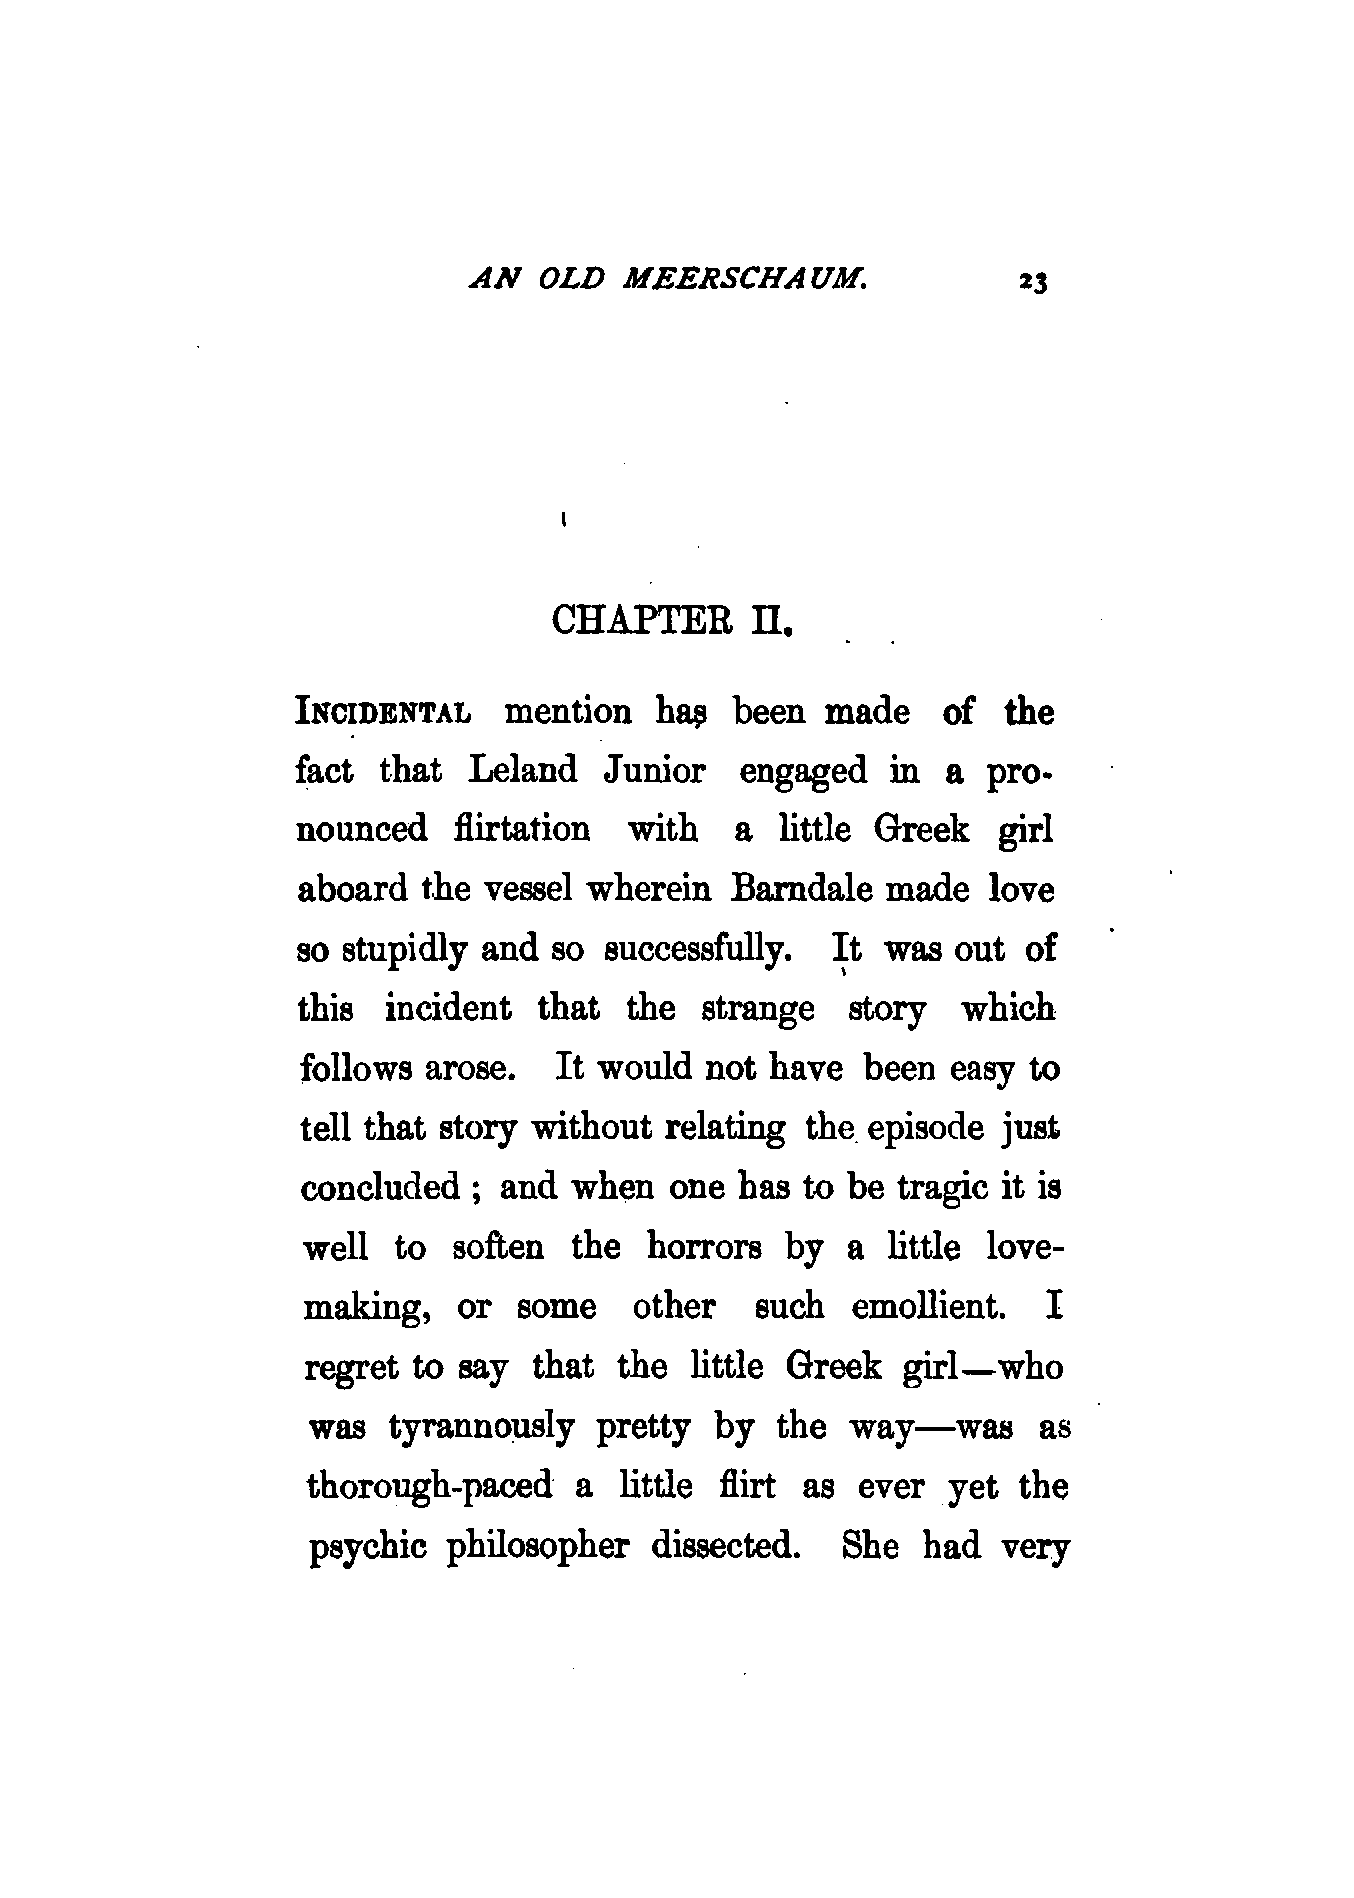 AN OLD MEERSCHAUM. 23
CHAPTER II.
INCIDENTAL mention has been made of the
fact that Leland Junior engaged in a pro-
nounced flirtation with a little Greek girl
aboard the vessel wherein Barndale made love
so stupidly and so successfully. It was out of
this incident that the strange story which
follows arose. It would not have been easy to
tell that story without relating the episode just
concluded ; and when one has to be tragic it is
well to soften the horrors by a little love-
making, or some other such emollient. I
regret to say that the little Greek girl—who
was tyrannously pretty by the way—was as
thorough-paced a little flirt as ever yet the
psychic philosopher dissected. She had very